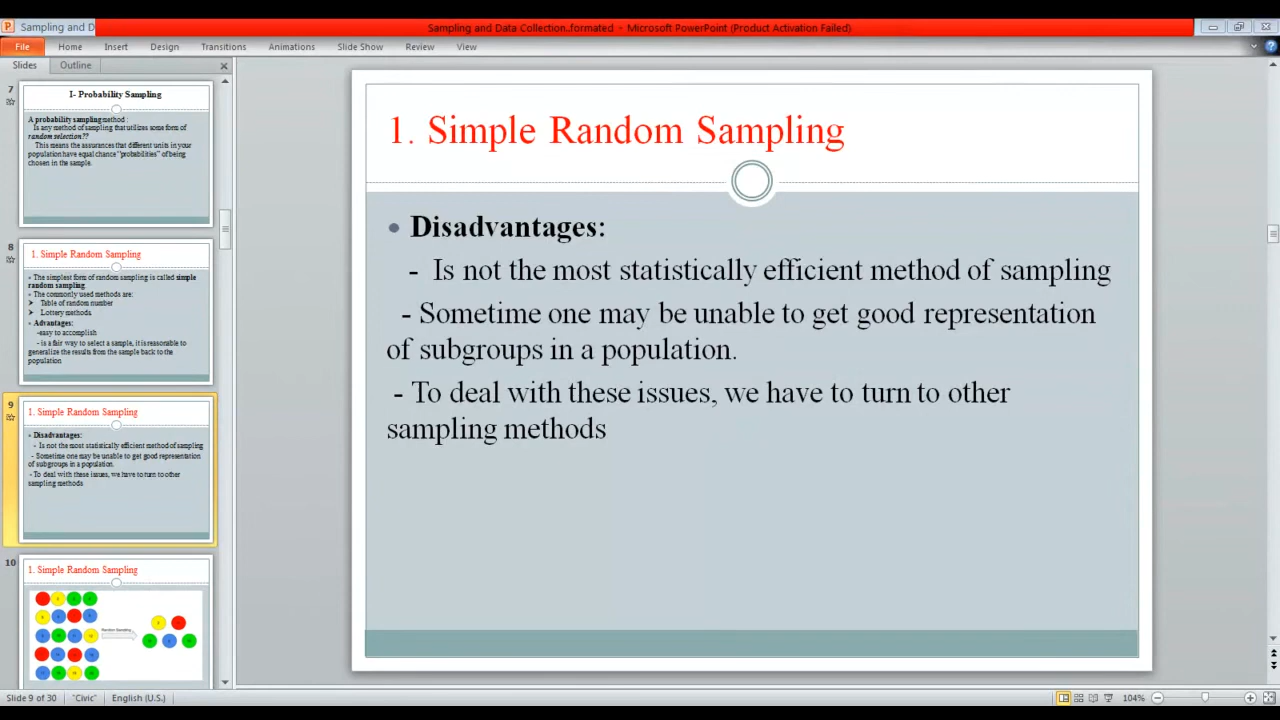 Sampling and D
Sampling and Data Collection..formated - Microsoft PowerPoint (Product Activation Failed)
File Home Insert Design Transitions Animations Slide Show Review View
Slides Outline
7
I- Probability Sampling
A probability sampling method :
Is any method of sampling that utilizes some form of
random selection??
This means the assurances that different units in your
population have equal chance "probabilities" of being
chosen in the sample.
8
1. Simple Random Sampling
The simplest form of random sampling is called simple
random sampling.
The commonly used methods are:
Table of random number
Lottery methods.
Advantages:
-easy to accomplish
- is a fair way to select a sample, it is reasonable to
generalize the results from the sample back to the
population
9
1. Simple Random Sampling
Disadvantages:
- Is not the most statistically efficient method of sampling
- Sometime one may be unable to get good representation
of subgroups in a population.
- To deal with these issues, we have to turn to other
sampling methods
10
1. Simple Random Sampling
Random Sampling
1. Simple Random Sampling
• Disadvantages:
- Is not the most statistically efficient method of sampling
- Sometime one may be unable to get good representation
of subgroups in a population.
- To deal with these issues, we have to turn to other
sampling methods
Slide 9 of 30 "Civic" English (U.S.) 104%